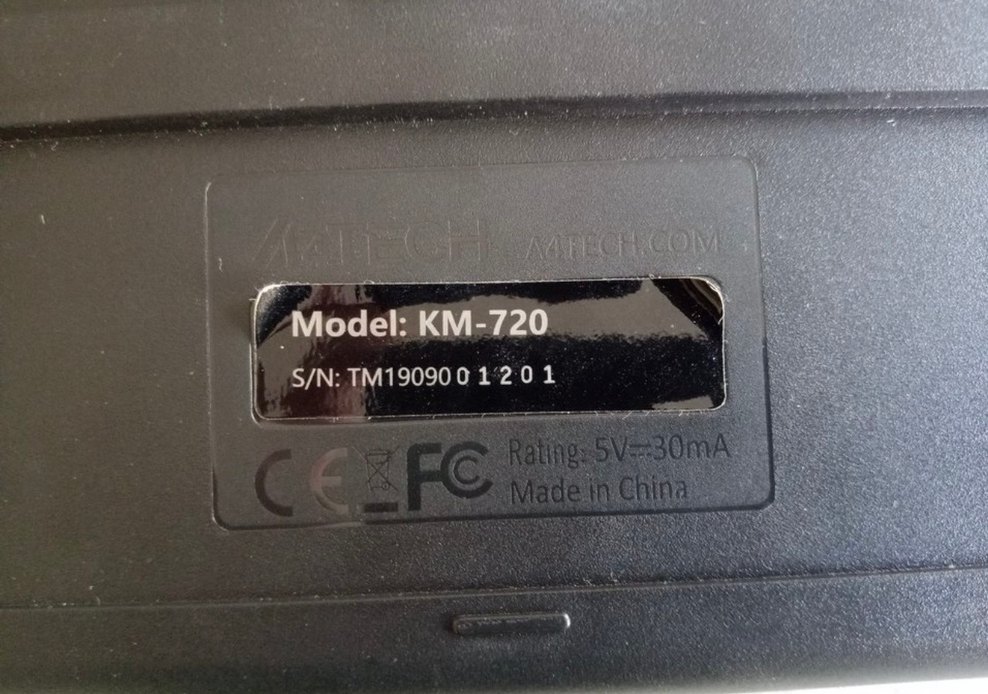 A4TECH A4TECH.COM
Model: KM-720
S/N: TM19090 0 1 2 0 1
CE FC Rating: 5V⎓30mA
Made in China